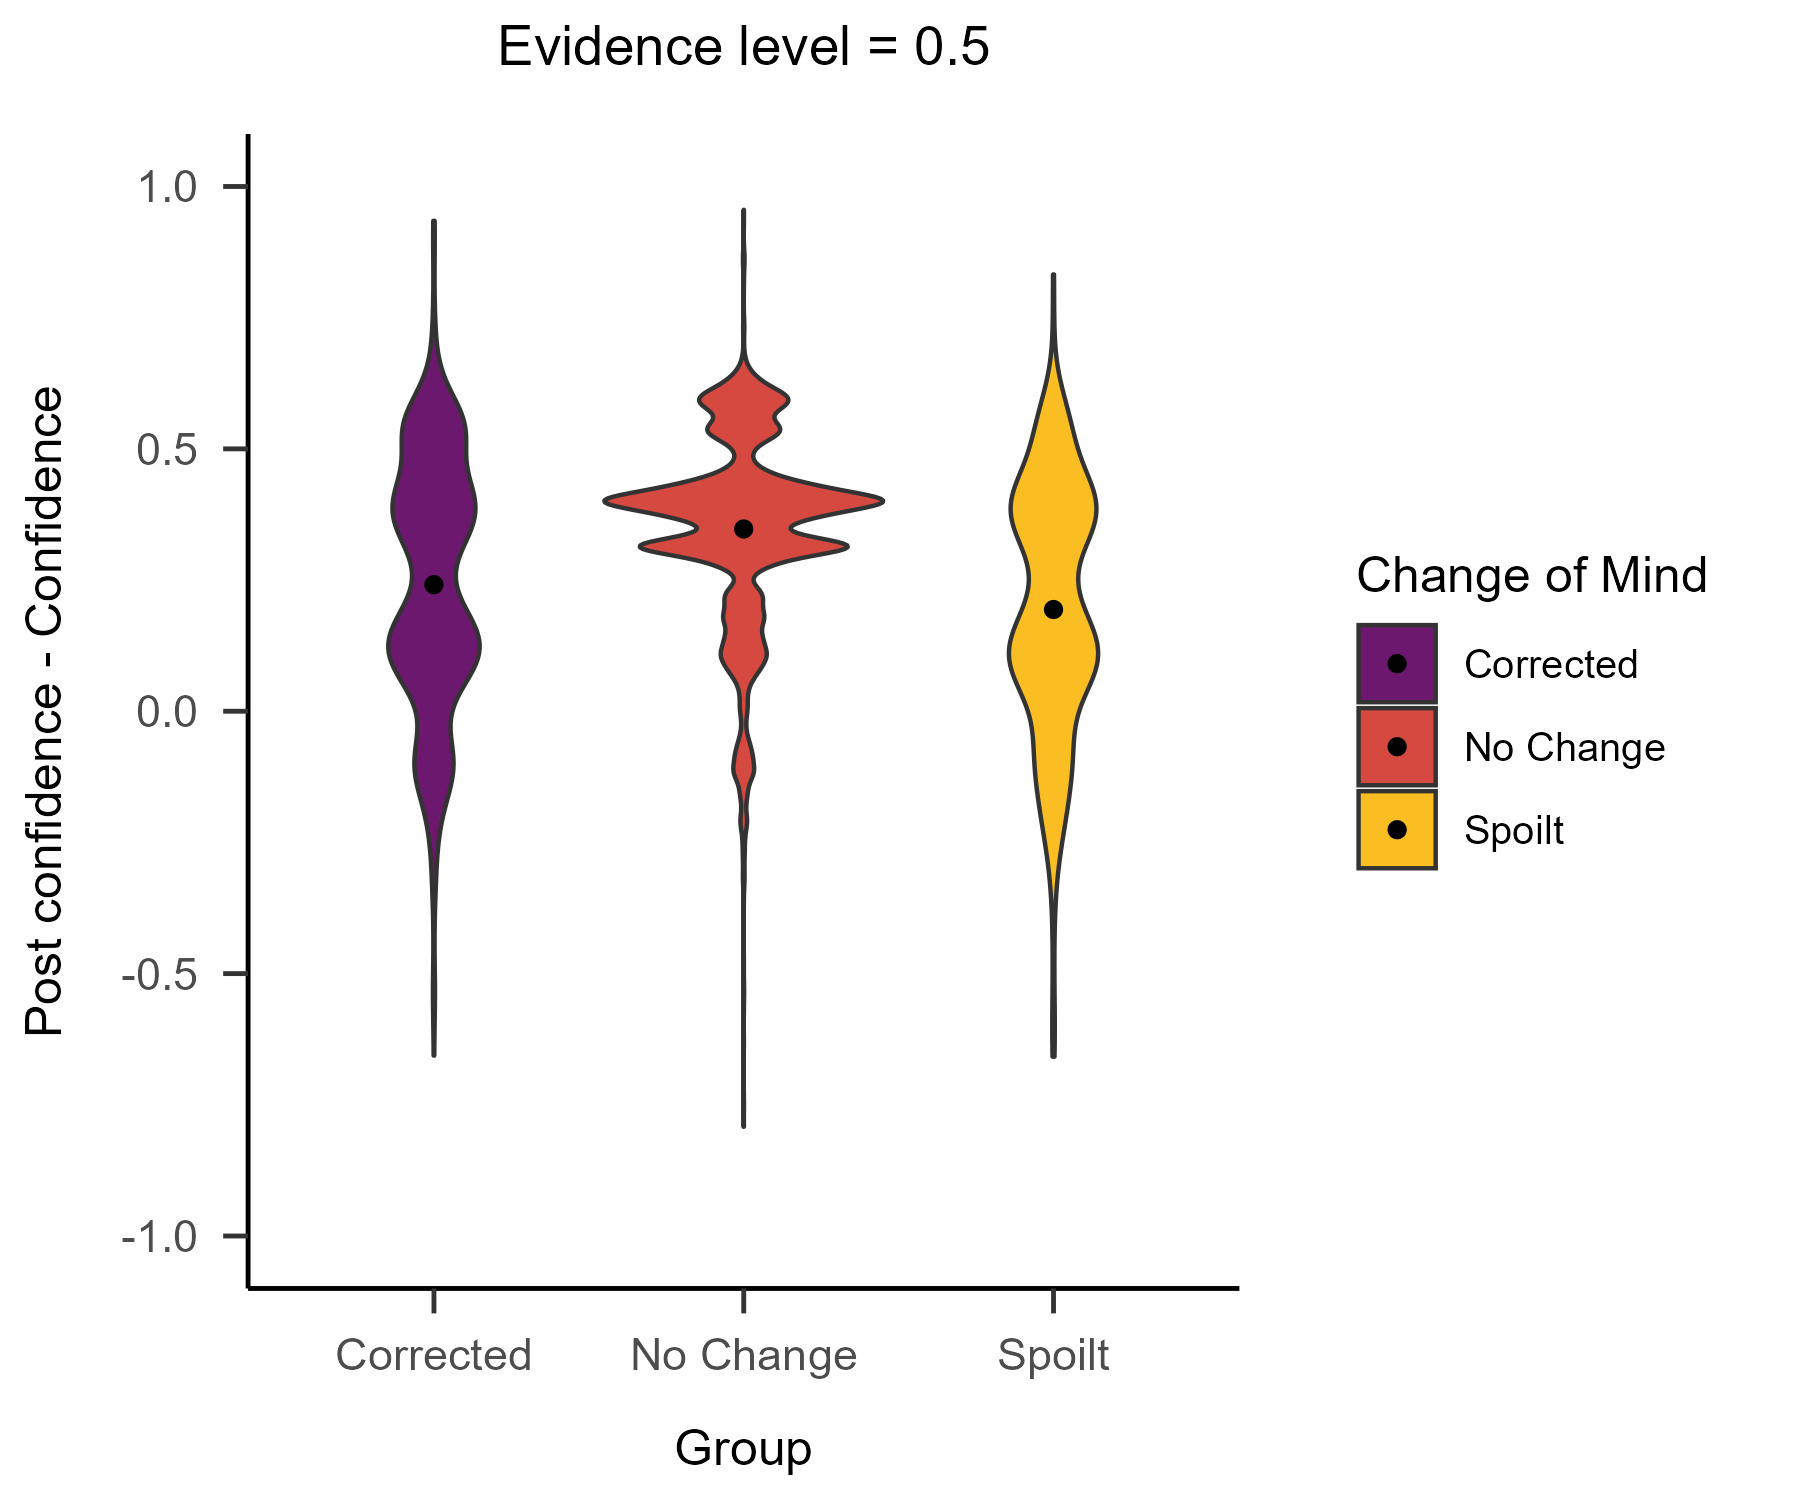 Evidence level = 0.5
Post confidence - Confidence
1.0
0.5
0.0
-0.5
-1.0
Corrected
No Change
Spoilt
Group
Change of Mind
Corrected
No Change
Spoilt